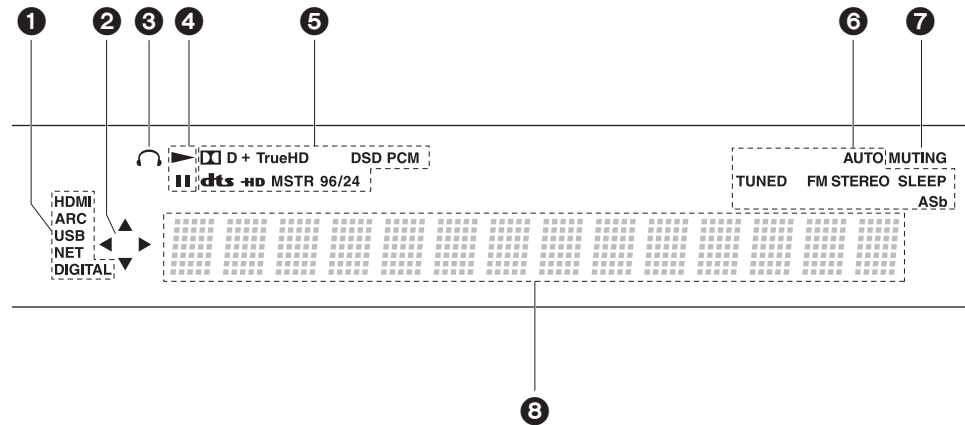 1 2 3 4 5 6 7
D + TrueHD DSD PCM AUTO MUTING
dts -HD MSTR 96/24 TUNED FM STEREO SLEEP
HDMI ASb
ARC
USB
NET
DIGITAL
8